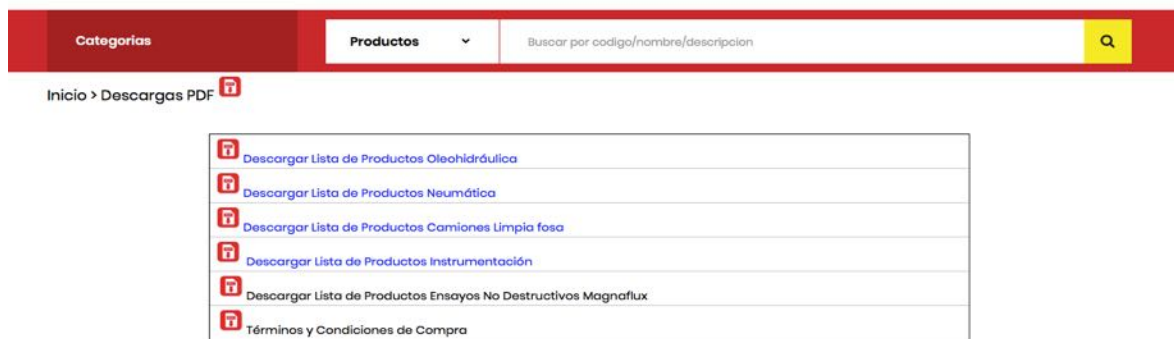 Categorias
Productos
Buscar por codigo/nombre/descripcion
Inicio > Descargas PDF
Descargar Lista de Productos Oleohidráulica
Descargar Lista de Productos Neumática
Descargar Lista de Productos Camiones Limpia fosa
Descargar Lista de Productos Instrumentación
Descargar Lista de Productos Ensayos No Destructivos Magnaflux
Términos y Condiciones de Compra